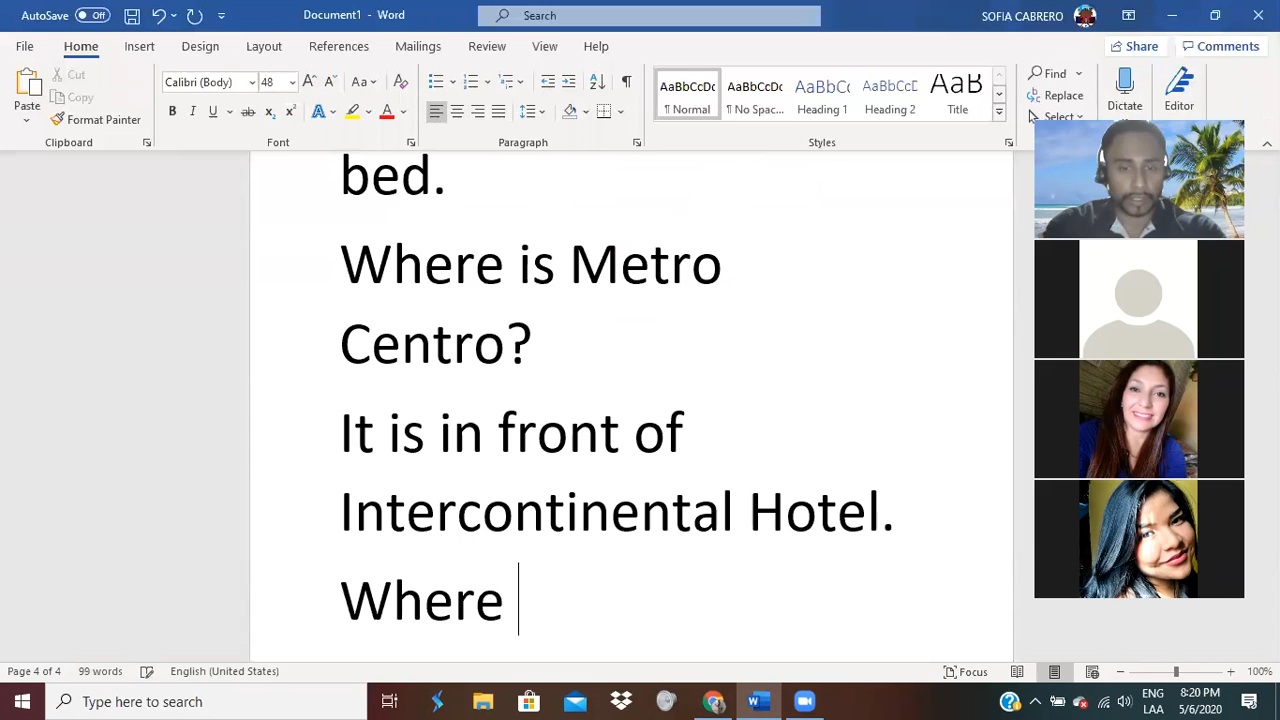 AutoSave Off Document1 - Word Search SOFIA CABRERO
File Home Insert Design Layout References Mailings Review View Help Share Comments
Paste Cut Copy Format Painter Calibri (Body) 48 Aa AaBbCcDc AaBbCcDc AaBbCc AaBbCcE AaB Find Replace Select Dictate Editor
¶ Normal ¶ No Spac... Heading 1 Heading 2 Title
Clipboard Font Paragraph Styles
bed.
Where is Metro
Centro?
It is in front of
Intercontinental Hotel.
Where
Page 4 of 4 99 words English (United States) Focus 100%
Type here to search ENG 8:20 PM
LAA 5/6/2020